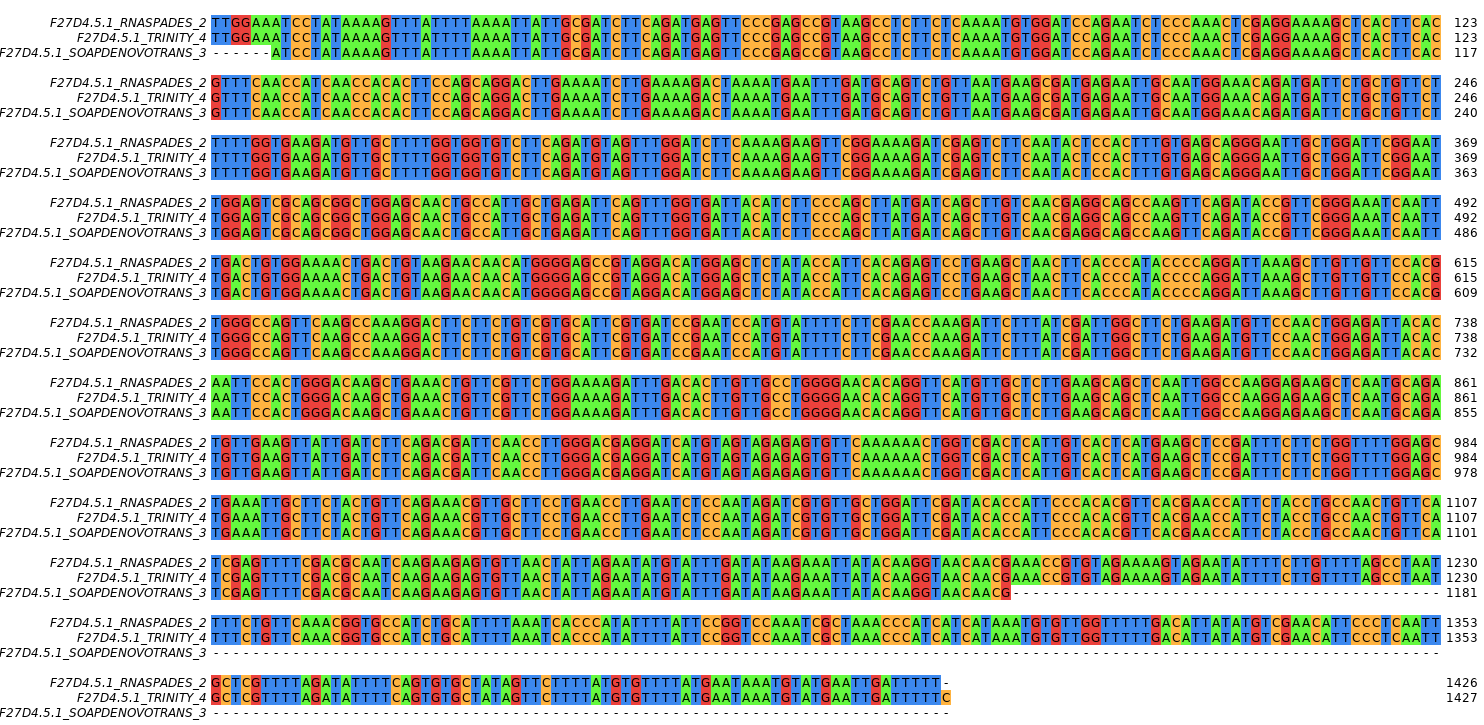 F27D4.5.1_RNASPADES_2 TTGGAAATCCTATAAAAGTTTATTTTAAAATTATTGCGATCTTCAGATGAGTTCCCGAGCCGTAAGCCTCTTCTCAAAATGTGGATCCAGAATCTCCCAAACTCGAGGAAAAGCTCACTTCAC 123
F27D4.5.1_TRINITY_4 TTGGAAATCCTATAAAAGTTTATTTTAAAATTATTGCGATCTTCAGATGAGTTCCCGAGCCGTAAGCCTCTTCTCAAAATGTGGATCCAGAATCTCCCAAACTCGAGGAAAAGCTCACTTCAC 123
F27D4.5.1_SOAPDENOVOTRANS_3 ------ATCCTATAAAAGTTTATTTTAAAATTATTGCGATCTTCAGATGAGTTCCCGAGCCGTAAGCCTCTTCTCAAAATGTGGATCCAGAATCTCCCAAACTCGAGGAAAAGCTCACTTCAC 117
F27D4.5.1_RNASPADES_2 GTTTCAACCATCAACCACACTTCCAGCAGGACTTGAAAATCTTGAAAAGACTAAAATGAATTTGATGCAGTCTGTTAATGAAGCGATGAGAATTGCAATGGAAACAGATGATTCTGCTGTTCT 246
F27D4.5.1_TRINITY_4 GTTTCAACCATCAACCACACTTCCAGCAGGACTTGAAAATCTTGAAAAGACTAAAATGAATTTGATGCAGTCTGTTAATGAAGCGATGAGAATTGCAATGGAAACAGATGATTCTGCTGTTCT 246
F27D4.5.1_SOAPDENOVOTRANS_3 GTTTCAACCATCAACCACACTTCCAGCAGGACTTGAAAATCTTGAAAAGACTAAAATGAATTTGATGCAGTCTGTTAATGAAGCGATGAGAATTGCAATGGAAACAGATGATTCTGCTGTTCT 240
F27D4.5.1_RNASPADES_2 TTTTGGTGAAGATGTTGCTTTTGGTGGTGTCTTCAGATGTAGTTTGGATCTTCAAAAGAAGTTCGGAAAAGATCGAGTCTTCAATACTCCACTTTGTGAGCAGGGAATTGCTGGATTCGGAAT 369
F27D4.5.1_TRINITY_4 TTTTGGTGAAGATGTTGCTTTTGGTGGTGTCTTCAGATGTAGTTTGGATCTTCAAAAGAAGTTCGGAAAAGATCGAGTCTTCAATACTCCACTTTGTGAGCAGGGAATTGCTGGATTCGGAAT 369
F27D4.5.1_SOAPDENOVOTRANS_3 TTTTGGTGAAGATGTTGCTTTTGGTGGTGTCTTCAGATGTAGTTTGGATCTTCAAAAGAAGTTCGGAAAAGATCGAGTCTTCAATACTCCACTTTGTGAGCAGGGAATTGCTGGATTCGGAAT 363
F27D4.5.1_RNASPADES_2 TGGAGTCGCAGCGGCTGGAGCAACTGCCATTGCTGAGATTCAGTTTGGTGATTACATCTTCCCAGCTTATGATCAGCTTGTCAACGAGGCAGCCAAGTTCAGATACCGTTCGGGAAATCAATT 492
F27D4.5.1_TRINITY_4 TGGAGTCGCAGCGGCTGGAGCAACTGCCATTGCTGAGATTCAGTTTGGTGATTACATCTTCCCAGCTTATGATCAGCTTGTCAACGAGGCAGCCAAGTTCAGATACCGTTCGGGAAATCAATT 492
F27D4.5.1_SOAPDENOVOTRANS_3 TGGAGTCGCAGCGGCTGGAGCAACTGCCATTGCTGAGATTCAGTTTGGTGATTACATCTTCCCAGCTTATGATCAGCTTGTCAACGAGGCAGCCAAGTTCAGATACCGTTCGGGAAATCAATT 486
F27D4.5.1_RNASPADES_2 TGACTGTGGAAAACTGACTGTAAGAACAACATGGGGAGCCGTAGGACATGGAGCTCTATACCATTCACAGAGTCCTGAAGCTAACTTCACCCATACCCCAGGATTAAAGCTTGTTGTTCCACG 615
F27D4.5.1_TRINITY_4 TGACTGTGGAAAACTGACTGTAAGAACAACATGGGGAGCCGTAGGACATGGAGCTCTATACCATTCACAGAGTCCTGAAGCTAACTTCACCCATACCCCAGGATTAAAGCTTGTTGTTCCACG 615
F27D4.5.1_SOAPDENOVOTRANS_3 TGACTGTGGAAAACTGACTGTAAGAACAACATGGGGAGCCGTAGGACATGGAGCTCTATACCATTCACAGAGTCCTGAAGCTAACTTCACCCATACCCCAGGATTAAAGCTTGTTGTTCCACG 609
F27D4.5.1_RNASPADES_2 TGGGCCAGTTCAAGCCAAAGGACTTCTTCTGTCGTGCATTCGTGATCCGAATCCATGTATTTTCTTCGAACCAAAGATTCTTTATCGATTGGCTTCTGAAGATGTTCCAACTGGAGATTACAC 738
F27D4.5.1_TRINITY_4 TGGGCCAGTTCAAGCCAAAGGACTTCTTCTGTCGTGCATTCGTGATCCGAATCCATGTATTTTCTTCGAACCAAAGATTCTTTATCGATTGGCTTCTGAAGATGTTCCAACTGGAGATTACAC 738
F27D4.5.1_SOAPDENOVOTRANS_3 TGGGCCAGTTCAAGCCAAAGGACTTCTTCTGTCGTGCATTCGTGATCCGAATCCATGTATTTTCTTCGAACCAAAGATTCTTTATCGATTGGCTTCTGAAGATGTTCCAACTGGAGATTACAC 732
F27D4.5.1_RNASPADES_2 AATTCCACTGGGACAAGCTGAAACTGTTCGTTCTGGAAAAGATTTGACACTTGTTGCCTGGGGAACACAGGTTCATGTTGCTCTTGAAGCAGCTCAATTGGCCAAGGAGAAGCTCAATGCAGA 861
F27D4.5.1_TRINITY_4 AATTCCACTGGGACAAGCTGAAACTGTTCGTTCTGGAAAAGATTTGACACTTGTTGCCTGGGGAACACAGGTTCATGTTGCTCTTGAAGCAGCTCAATTGGCCAAGGAGAAGCTCAATGCAGA 861
F27D4.5.1_SOAPDENOVOTRANS_3 AATTCCACTGGGACAAGCTGAAACTGTTCGTTCTGGAAAAGATTTGACACTTGTTGCCTGGGGAACACAGGTTCATGTTGCTCTTGAAGCAGCTCAATTGGCCAAGGAGAAGCTCAATGCAGA 855
F27D4.5.1_RNASPADES_2 TGTTGAAGTTATTGATCTTCAGACGATTCAACCTTGGGACGAGGATCATGTAGTAGAGAGTGTTCAAAAAACTGGTCGACTCATTGTCACTCATGAAGCTCCGATTTCTTCTGGTTTTGGAGC 984
F27D4.5.1_TRINITY_4 TGTTGAAGTTATTGATCTTCAGACGATTCAACCTTGGGACGAGGATCATGTAGTAGAGAGTGTTCAAAAAACTGGTCGACTCATTGTCACTCATGAAGCTCCGATTTCTTCTGGTTTTGGAGC 984
F27D4.5.1_SOAPDENOVOTRANS_3 TGTTGAAGTTATTGATCTTCAGACGATTCAACCTTGGGACGAGGATCATGTAGTAGAGAGTGTTCAAAAAACTGGTCGACTCATTGTCACTCATGAAGCTCCGATTTCTTCTGGTTTTGGAGC 978
F27D4.5.1_RNASPADES_2 TGAAATTGCTTCTACTGTTCAGAAACGTTGCTTCCTGAACCTTGAATCTCCAATAGATCGTGTTGCTGGATTCGATACACCATTCCCACACGTTCACGAACCATTCTACCTGCCAACTGTTCA 1107
F27D4.5.1_TRINITY_4 TGAAATTGCTTCTACTGTTCAGAAACGTTGCTTCCTGAACCTTGAATCTCCAATAGATCGTGTTGCTGGATTCGATACACCATTCCCACACGTTCACGAACCATTCTACCTGCCAACTGTTCA 1107
F27D4.5.1_SOAPDENOVOTRANS_3 TGAAATTGCTTCTACTGTTCAGAAACGTTGCTTCCTGAACCTTGAATCTCCAATAGATCGTGTTGCTGGATTCGATACACCATTCCCACACGTTCACGAACCATTCTACCTGCCAACTGTTCA 1101
F27D4.5.1_RNASPADES_2 TCGAGTTTTCGACGCAATCAAGAAGAGTGTTAACTATTAGAATATGTATTTGATATAAGAAATTATACAAGGTAACAACGAAACCGTGTAGAAAAGTAGAATATTTTCTTGTTTTAGCCTAAT 1230
F27D4.5.1_TRINITY_4 TCGAGTTTTCGACGCAATCAAGAAGAGTGTTAACTATTAGAATATGTATTTGATATAAGAAATTATACAAGGTAACAACGAAACCGTGTAGAAAAGTAGAATATTTTCTTGTTTTAGCCTAAT 1230
F27D4.5.1_SOAPDENOVOTRANS_3 TCGAGTTTTCGACGCAATCAAGAAGAGTGTTAACTATTAGAATATGTATTTGATATAAGAAATTATACAAGGTAACAACG------------------------------------------- 1181
F27D4.5.1_RNASPADES_2 TTTCTGTTCAAACGGTGCCATCTGCATTTTAAATCACCCATATTTTATTCCGGTCCAAATCGCTAAACCCATCATCATAAATGTGTTGGTTTTTGACATTATATGTCGAACATTCCCTCAATT 1353
F27D4.5.1_TRINITY_4 TTTCTGTTCAAACGGTGCCATCTGCATTTTAAATCACCCATATTTTATTCCGGTCCAAATCGCTAAACCCATCATCATAAATGTGTTGGTTTTTGACATTATATGTCGAACATTCCCTCAATT 1353
F27D4.5.1_SOAPDENOVOTRANS_3 ---------------------------------------------------------------------------------------------------------------------------
F27D4.5.1_RNASPADES_2 GCTCGTTTTAGATATTTTCAGTGTGCTATAGTTCTTTTATGTGTTTTATGAATAAATGTATGAATTGATTTTT- 1426
F27D4.5.1_TRINITY_4 GCTCGTTTTAGATATTTTCAGTGTGCTATAGTTCTTTTATGTGTTTTATGAATAAATGTATGAATTGATTTTTC 1427
F27D4.5.1_SOAPDENOVOTRANS_3 --------------------------------------------------------------------------